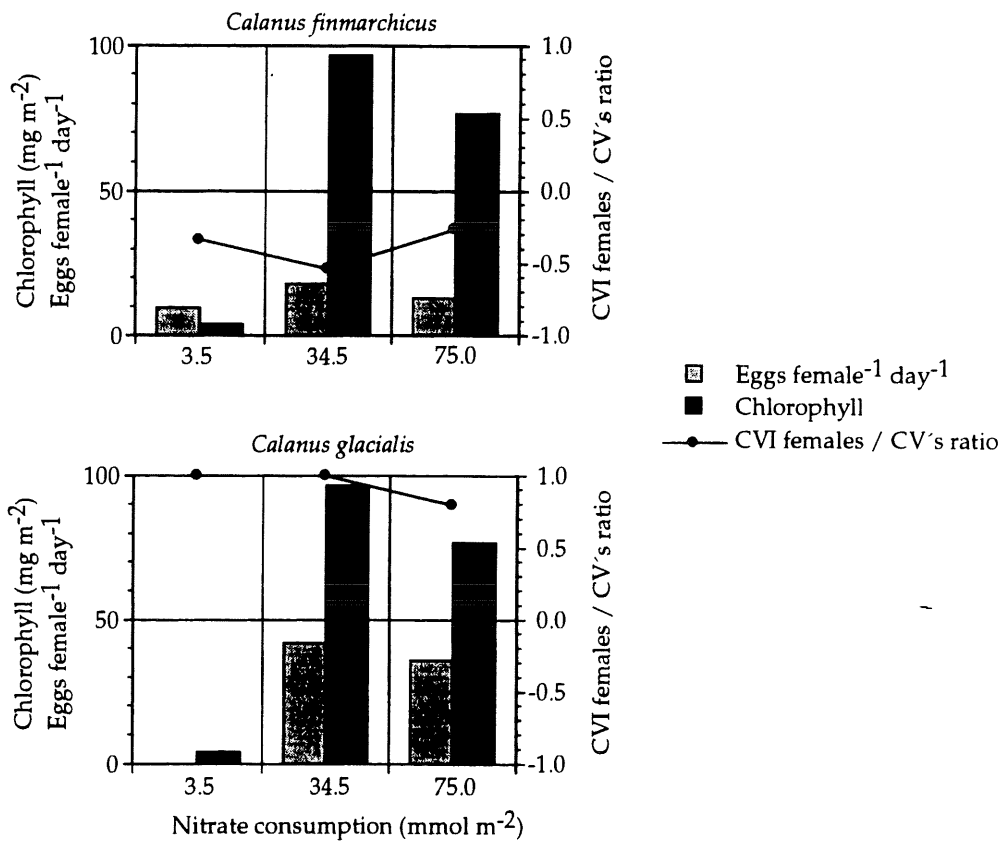 Calanus finmarchicus
Chlorophyll (mg m-2)
Eggs female-1 day-1
100
50
0
1.0
0.5
0.0
-0.5
-1.0
CVI females / CV´s ratio
3.5 34.5 75.0
Eggs female-1 day-1
Chlorophyll
CVI females / CV´s ratio
Calanus glacialis
Chlorophyll (mg m-2)
Eggs female-1 day-1
100
50
0
1.0
0.5
0.0
-0.5
-1.0
CVI females / CV´s ratio
3.5 34.5 75.0
Nitrate consumption (mmol m-2)